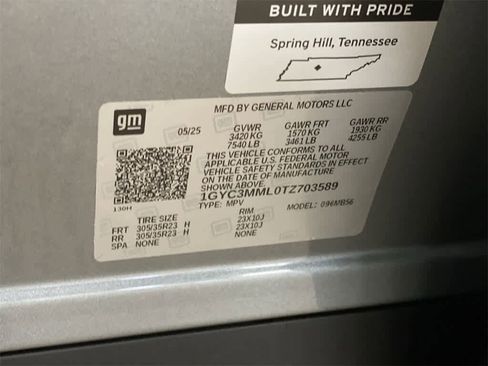 BUILT WITH PRIDE
Spring Hill, Tennessee
gm
MFD BY GENERAL MOTORS LLC
05/25 GVWR GAWR FRT GAWR RR
3420 KG 1570 KG 1930 KG
7540 LB 3461 LB 4255 LB
THIS VEHICLE CONFORMS TO ALL
APPLICABLE U.S. FEDERAL MOTOR
VEHICLE SAFETY STANDARDS IN EFFECT
ON THE DATE OF MANUFACTURE
SHOWN ABOVE.
1GYC3MML0TZ703589
TYPE: MPV MODEL: 096MB56
130H
TIRE SIZE RIM
FRT 305/35R23 H 23X10J
RR 305/35R23 H 23X10J
SPA NONE NONE